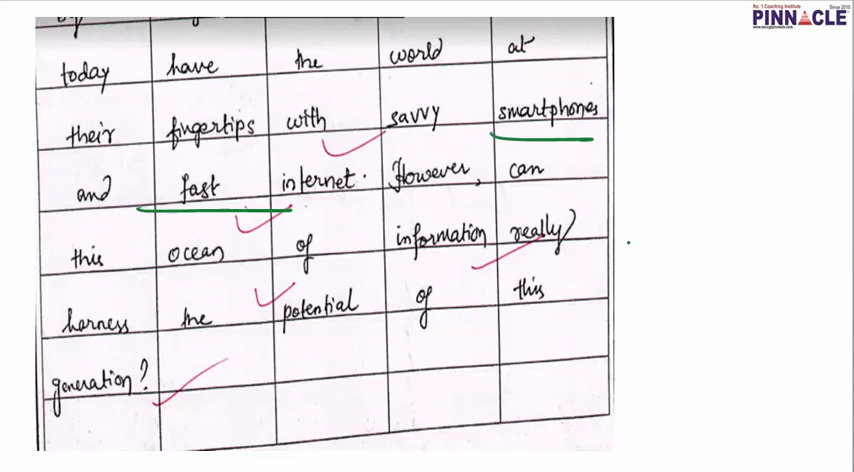 No. 1 Coaching Institute Since 2010
PINNACLE
today have the world at
their fingertips with savvy smartphones
and fast internet. However, can
this ocean of information really
harness the potential of this
generation?